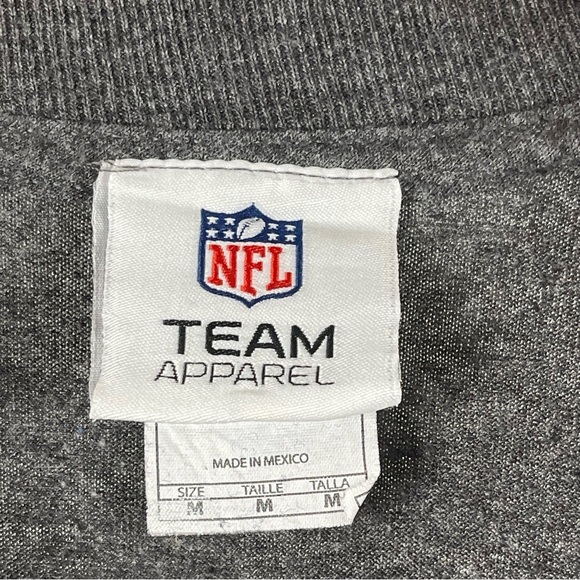 NFL
TEAM
APPAREL
MADE IN MEXICO
SIZE TAILLE TALLA
M M M